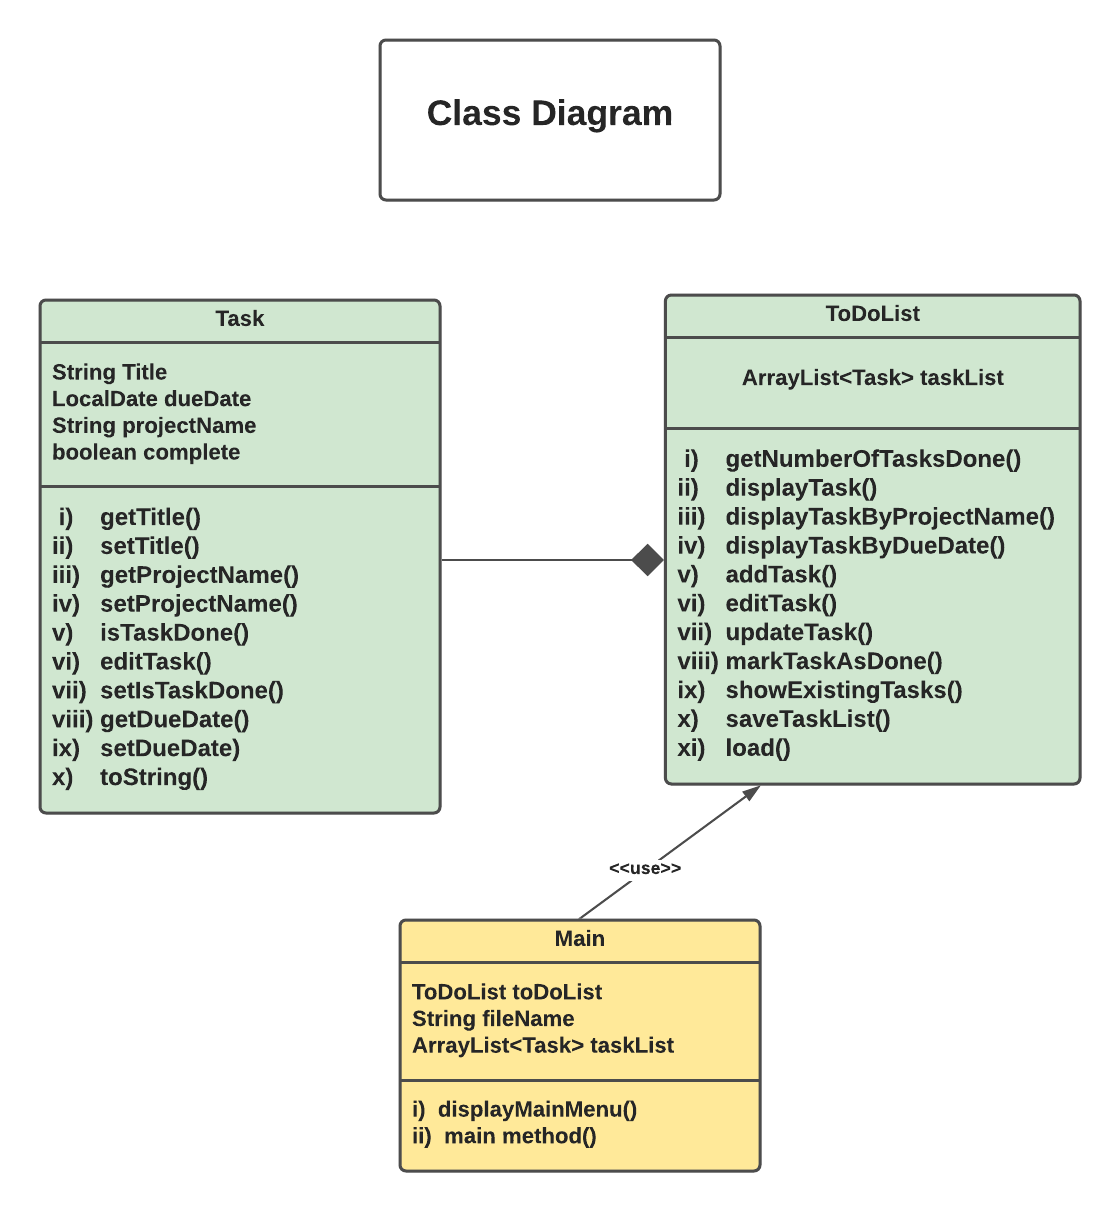 Class Diagram
Task
String Title
LocalDate dueDate
String projectName
boolean complete
i) getTitle()
ii) setTitle()
iii) getProjectName()
iv) setProjectName()
v) isTaskDone()
vi) editTask()
vii) setIsTaskDone()
viii) getDueDate()
ix) setDueDate)
x) toString()
ToDoList
ArrayList<Task> taskList
i) getNumberOfTasksDone()
ii) displayTask()
iii) displayTaskByProjectName()
iv) displayTaskByDueDate()
v) addTask()
vi) editTask()
vii) updateTask()
viii) markTaskAsDone()
ix) showExistingTasks()
x) saveTaskList()
xi) load()
<<use>>
Main
ToDoList toDoList
String fileName
ArrayList<Task> taskList
i) displayMainMenu()
ii) main method()